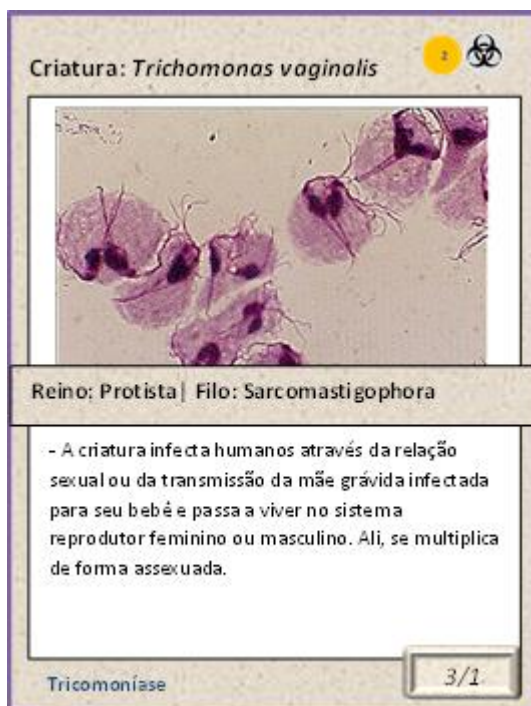 Criatura: Trichomonas vaginalis
2
Reino: Protista| Filo: Sarcomastigophora
- A criatura infecta humanos através da relação
sexual ou da transmissão da mãe grávida infectada
para seu bebê e passa a viver no sistema
reprodutor feminino ou masculino. Ali, se multiplica
de forma assexuada.
Tricomoníase
3/1